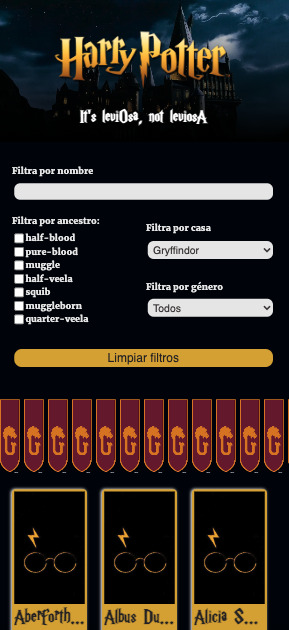 Harry Potter
It's leviOsa, not leviosA
Filtra por nombre
Filtra por ancestro:
half-blood
pure-blood
muggle
half-veela
squib
muggleborn
quarter-veela
Filtra por casa
Gryffindor
Filtra por género
Todos
Limpiar filtros
G G G G G G G G G G G G
Aberforth...
Albus Du...
Alicia S...